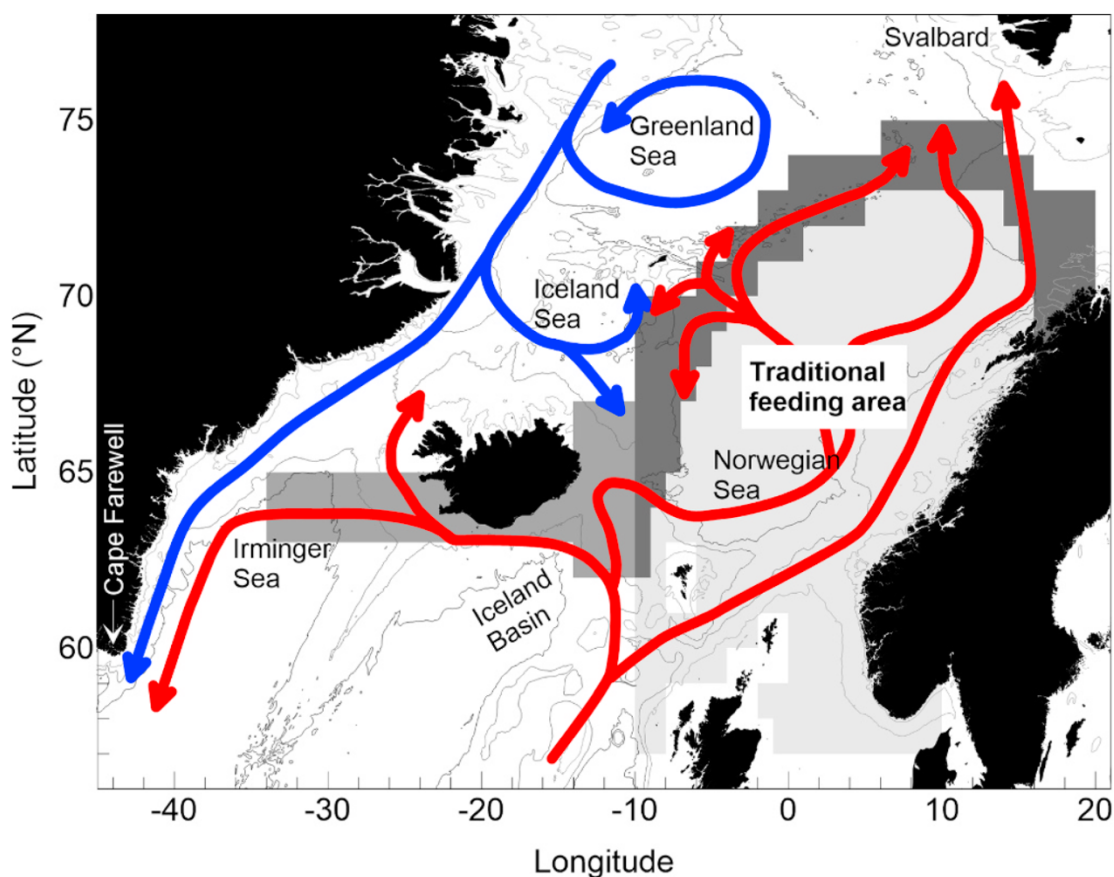 Svalbard
75
Greenland
Sea
70
Iceland
Sea
Traditional
feeding area
Latitude (°N)
65
Norwegian
Sea
← Cape Farewell
Irminger
Sea
Iceland
Basin
60
-40
-30
-20
-10
0
10
20
Longitude